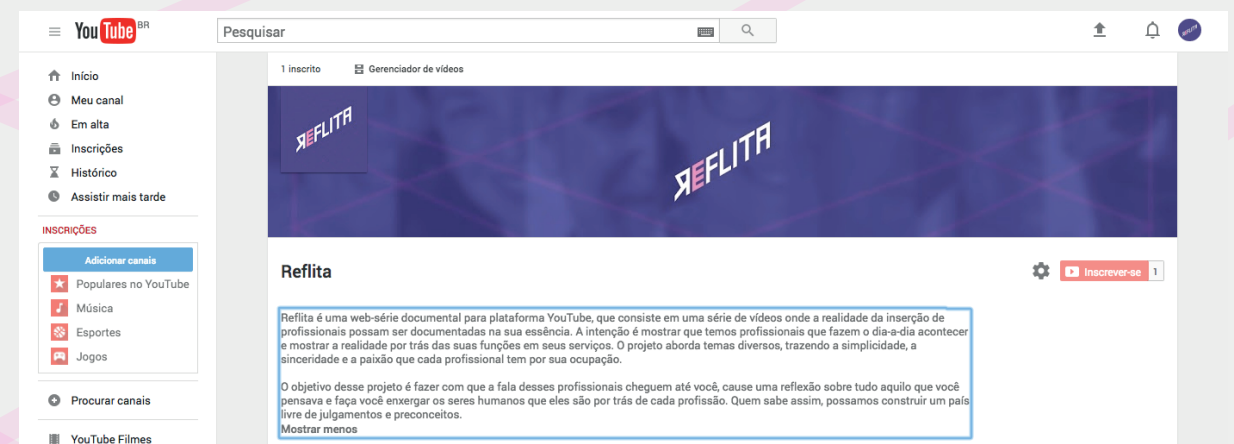 You Tube BR
Pesquisar
Início
Meu canal
Em alta
Inscrições
Histórico
Assistir mais tarde
INSCRIÇÕES
Adicionar canais
Populares no YouTube
Música
Esportes
Jogos
Procurar canais
YouTube Filmes
1 inscrito Gerenciador de vídeos
REFLITA
REFLITA
Reflita
Inscrever-se 1
Reflita é uma web-série documental para plataforma YouTube, que consiste em uma série de vídeos onde a realidade da inserção de
profissionais possam ser documentadas na sua essência. A intenção é mostrar que temos profissionais que fazem o dia-a-dia acontecer
e mostrar a realidade por trás das suas funções em seus serviços. O projeto aborda temas diversos, trazendo a simplicidade, a
sinceridade e a paixão que cada profissional tem por sua ocupação.
O objetivo desse projeto é fazer com que a fala desses profissionais cheguem até você, cause uma reflexão sobre tudo aquilo que você
pensava e faça você enxergar os seres humanos que eles são por trás de cada profissão. Quem sabe assim, possamos construir um país
livre de julgamentos e preconceitos.
Mostrar menos